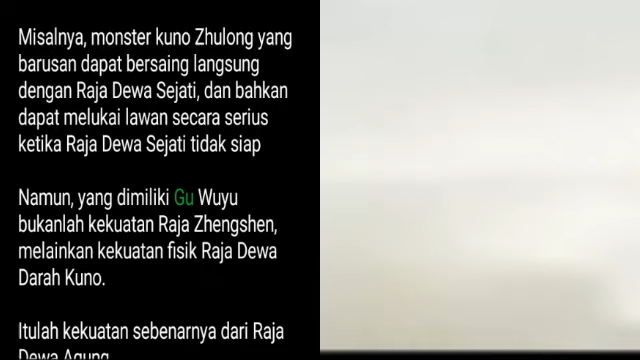 Misalnya, monster kuno Zhulong yang
barusan dapat bersaing langsung
dengan Raja Dewa Sejati, dan bahkan
dapat melukai lawan secara serius
ketika Raja Dewa Sejati tidak siap
Namun, yang dimiliki Gu Wuyu
bukanlah kekuatan Raja Zhengshen,
melainkan kekuatan fisik Raja Dewa
Darah Kuno.
Itulah kekuatan sebenarnya dari Raja
Dewa Agung